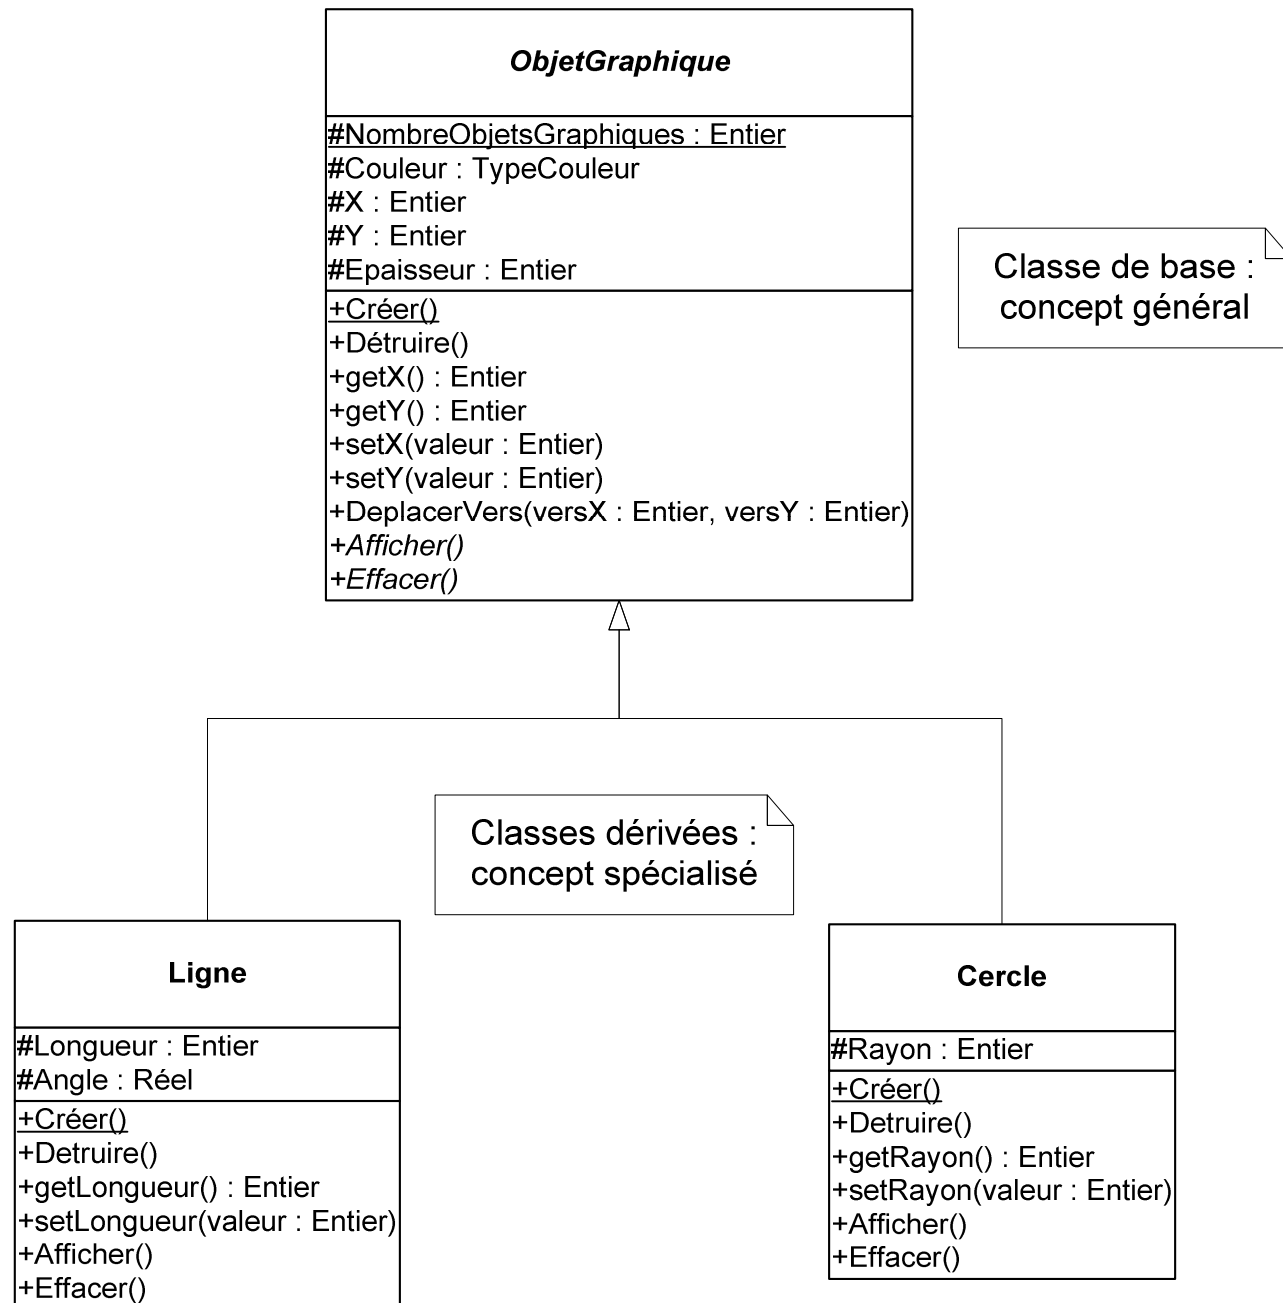 ObjetGraphique
#NombreObjetsGraphiques : Entier
#Couleur : TypeCouleur
#X : Entier
#Y : Entier
#Epaisseur : Entier
+Créer()
+Détruire()
+getX() : Entier
+getY() : Entier
+setX(valeur : Entier)
+setY(valeur : Entier)
+DeplacerVers(versX : Entier, versY : Entier)
+Afficher()
+Effacer()
Classe de base :
concept général
Classes dérivées :
concept spécialisé
Ligne
#Longueur : Entier
#Angle : Réel
+Créer()
+Detruire()
+getLongueur() : Entier
+setLongueur(valeur : Entier)
+Afficher()
+Effacer()
Cercle
#Rayon : Entier
+Créer()
+Detruire()
+getRayon() : Entier
+setRayon(valeur : Entier)
+Afficher()
+Effacer()